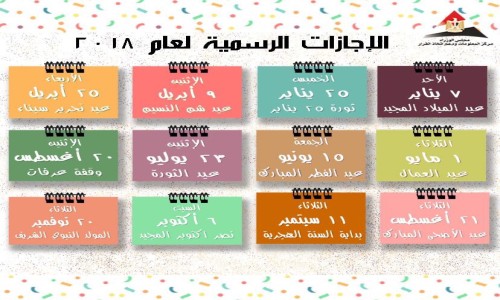 مجلس الوزراء
مركز المعلومات ودعم اتخاذ القرار
الإجازات الرسمية لعام ٢٠١٨
الأحد
٧ يناير
عيد الميلاد المجيد
الخميس
٢٥ يناير
ثورة ٢٥ يناير
الإثنين
٩ أبريل
عيد شم النسيم
الأربعاء
٢٥ أبريل
عيد تحرير سيناء
الثلاثاء
١ مايو
عيد العمال
الجمعة
١٥ يونيو
عيد الفطر المبارك
الإثنين
٢٣ يوليو
عيد الثورة
الإثنين
٢٠ أغسطس
وقفة عرفات
الثلاثاء
٢١ أغسطس
عيد الأضحى المبارك
الثلاثاء
١١ سبتمبر
بداية السنة الهجرية
السبت
٦ أكتوبر
نصر أكتوبر المجيد
الثلاثاء
٢٠ نوفمبر
المولد النبوي الشريف